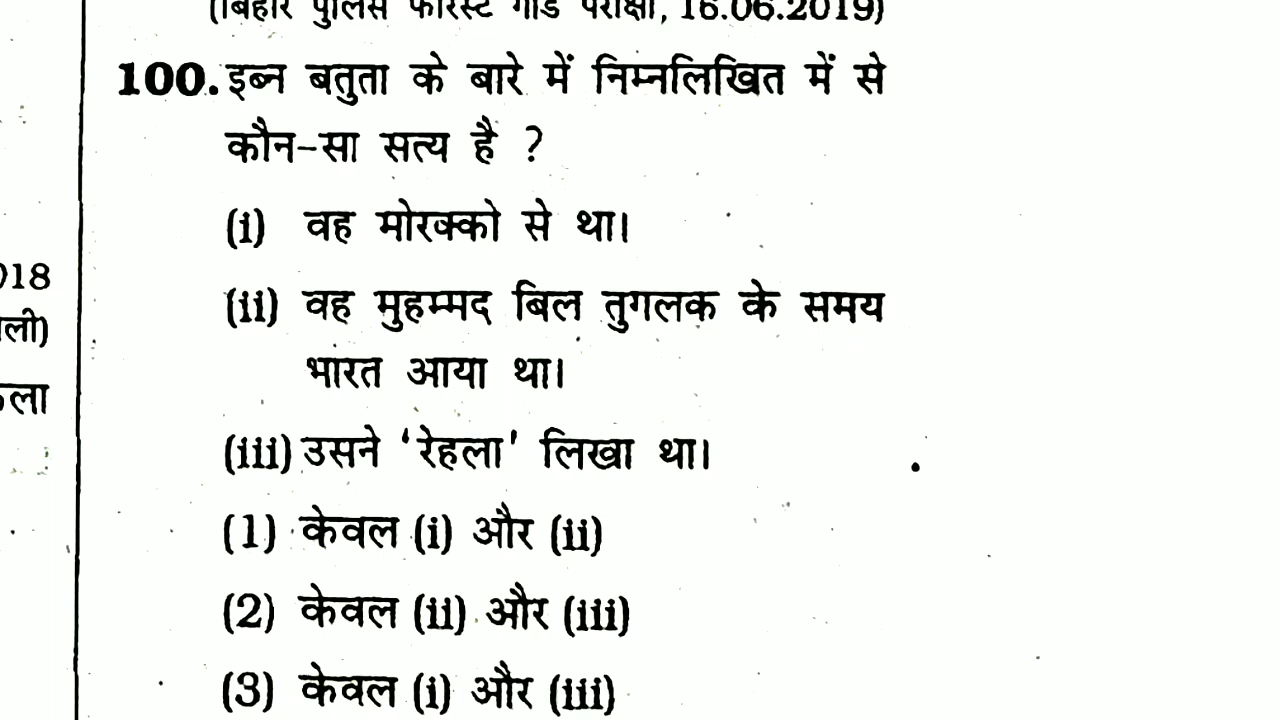 (बिहार पुलिस फॉरेस्ट गार्ड परीक्षा, 16.06.2019)
100. इब्न बतुता के बारे में निम्नलिखित में से
कौन-सा सत्य है ?
(i) वह मोरक्को से था।
(ii) वह मुहम्मद बिल तुगलक के समय
भारत आया था।
(iii) उसने 'रेहला' लिखा था।
(1) केवल (i) और (ii)
(2) केवल (ii) और (iii)
(3) केवल (i) और (iii)